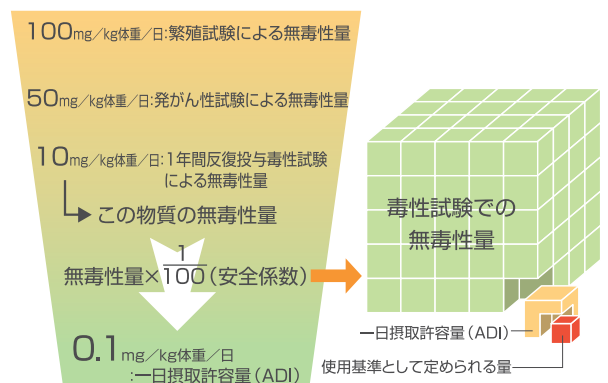 100mg／kg体重／日:繁殖試験による無毒性量
50mg／kg体重／日:発がん性試験による無毒性量
10mg／kg体重／日:1年間反復投与毒性試験
による無毒性量
この物質の無毒性量
無毒性量×1/100(安全係数)
0.1mg／kg体重／日
:一日摂取許容量(ADI)
毒性試験での
無毒性量
一日摂取許容量(ADI)
使用基準として定められる量